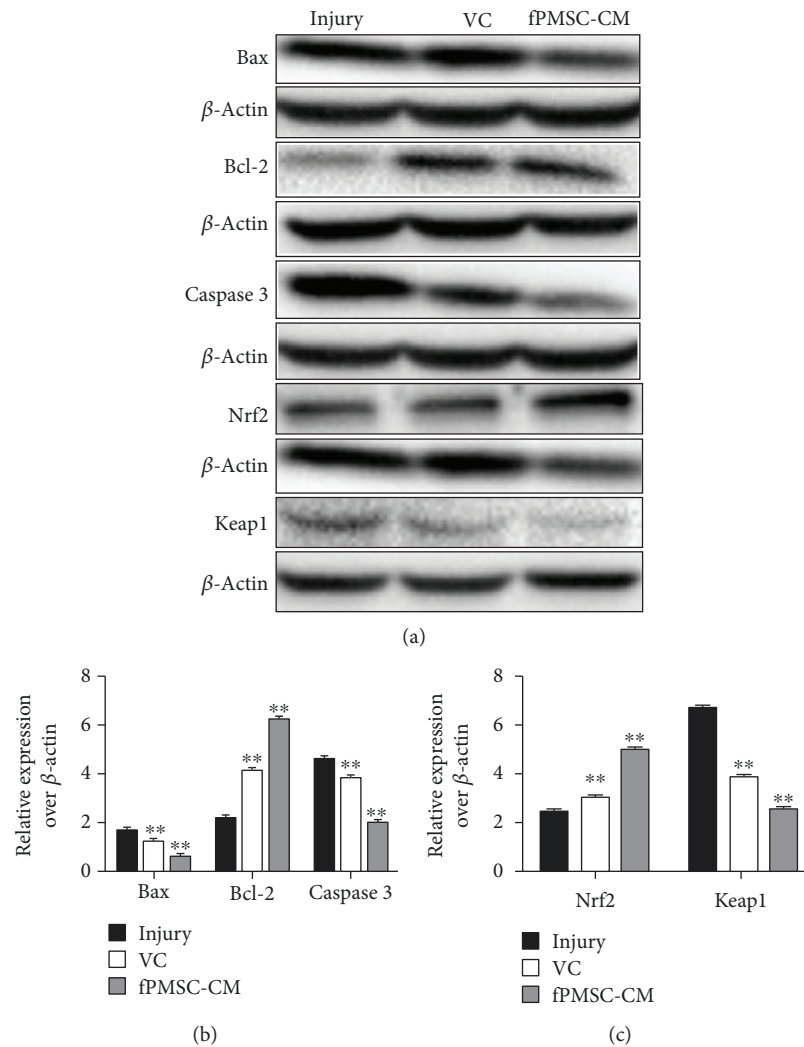 Injury VC fPMSC-CM
Bax
β-Actin
Bcl-2
β-Actin
Caspase 3
β-Actin
Nrf2
β-Actin
Keap1
β-Actin
(a)
Relative expression
over β-actin
8
6
4
2
0
** ** ** ** ** **
Bax Bcl-2 Caspase 3
Injury
VC
fPMSC-CM
(b)
Relative expression
over β-actin
8
6
4
2
0
** ** ** **
Nrf2 Keap1
Injury
VC
fPMSC-CM
(c)